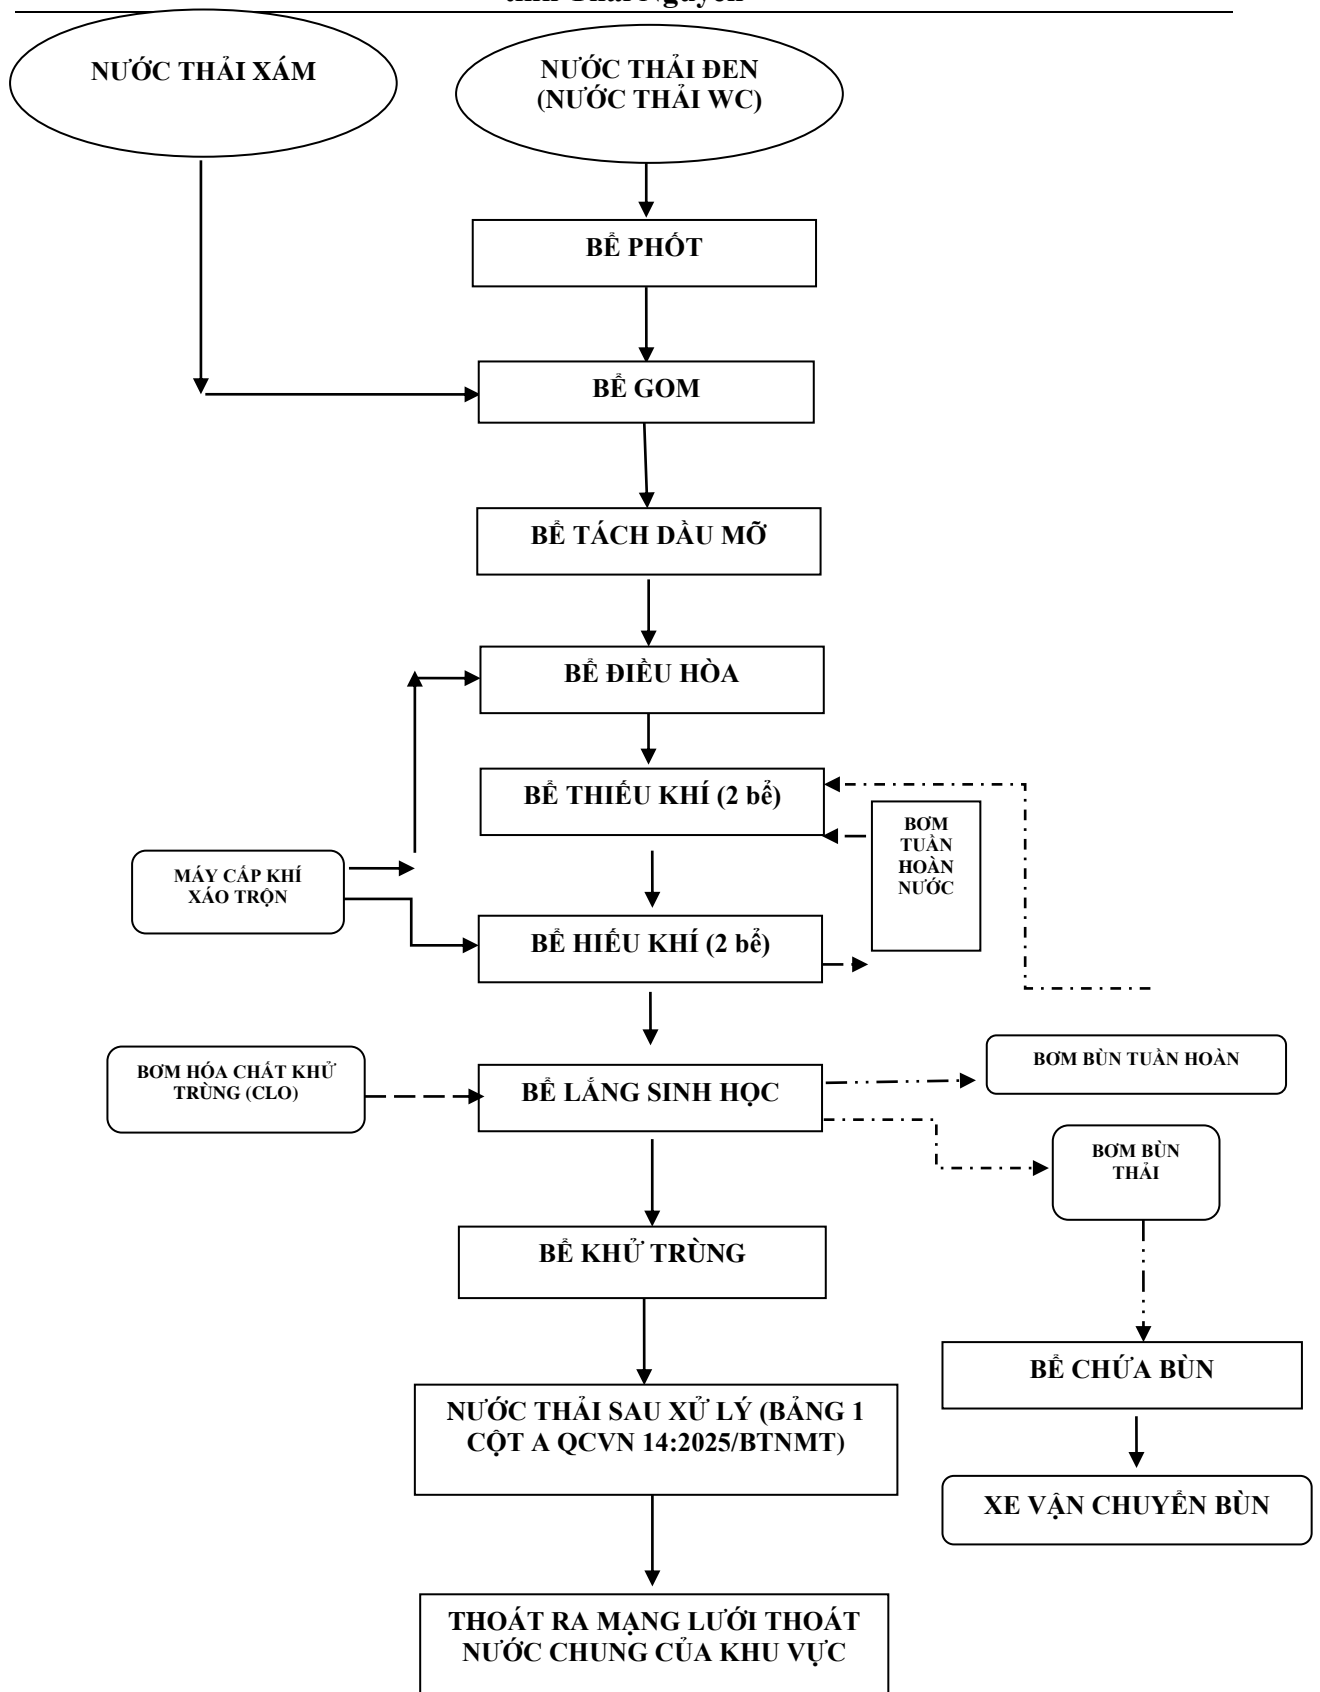 NƯỚC THẢI XÁM
NƯỚC THẢI ĐEN
(NƯỚC THẢI WC)
BỂ PHỐT
BỂ GOM
BỂ TÁCH DẦU MỠ
BỂ ĐIỀU HÒA
BỂ THIẾU KHÍ (2 bể)
BƠM
TUẦN
HOÀN
NƯỚC
MÁY CẤP KHÍ
XÁO TRỘN
BỂ HIẾU KHÍ (2 bể)
BƠM HÓA CHẤT KHỬ
TRÙNG (CLO)
BỂ LẮNG SINH HỌC
BƠM BÙN TUẦN HOÀN
BƠM BÙN
THẢI
BỂ KHỬ TRÙNG
BỂ CHỨA BÙN
NƯỚC THẢI SAU XỬ LÝ (BẢNG 1
CỘT A QCVN 14:2025/BTNMT)
XE VẬN CHUYỂN BÙN
THOÁT RA MẠNG LƯỚI THOÁT
NƯỚC CHUNG CỦA KHU VỰC